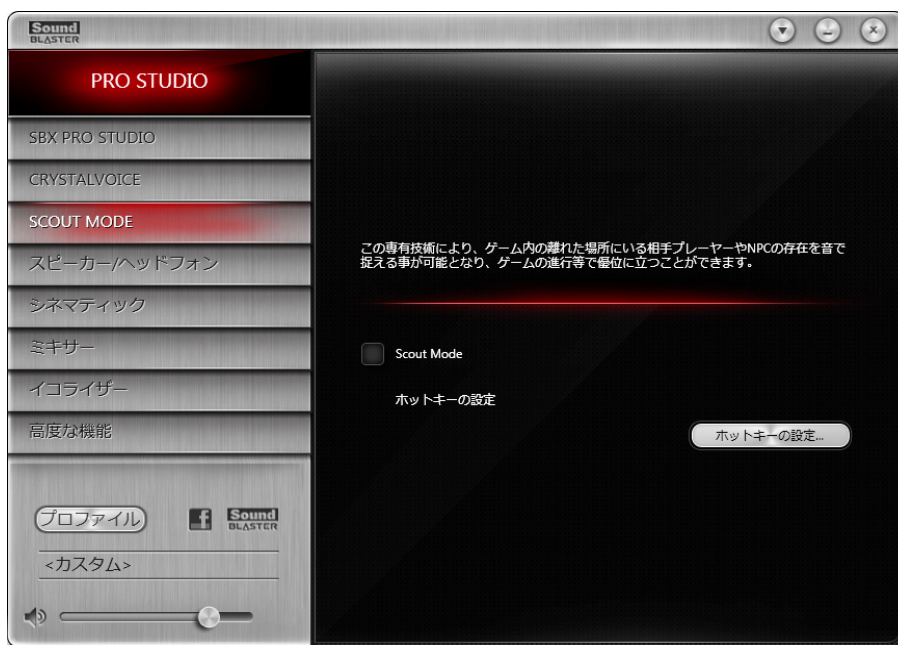 Sound
BLASTER
PRO STUDIO
SBX PRO STUDIO
CRYSTALVOICE
SCOUT MODE
スピーカー/ヘッドフォン
シネマティック
ミキサー
イコライザー
高度な機能
プロファイル
f
Sound
BLASTER
<カスタム>
この専有技術により、ゲーム内の離れた場所にいる相手プレーヤーやNPCの存在を音で
捉える事が可能となり、ゲームの進行等で優位に立つことができます。
Scout Mode
ホットキーの設定
ホットキーの設定...